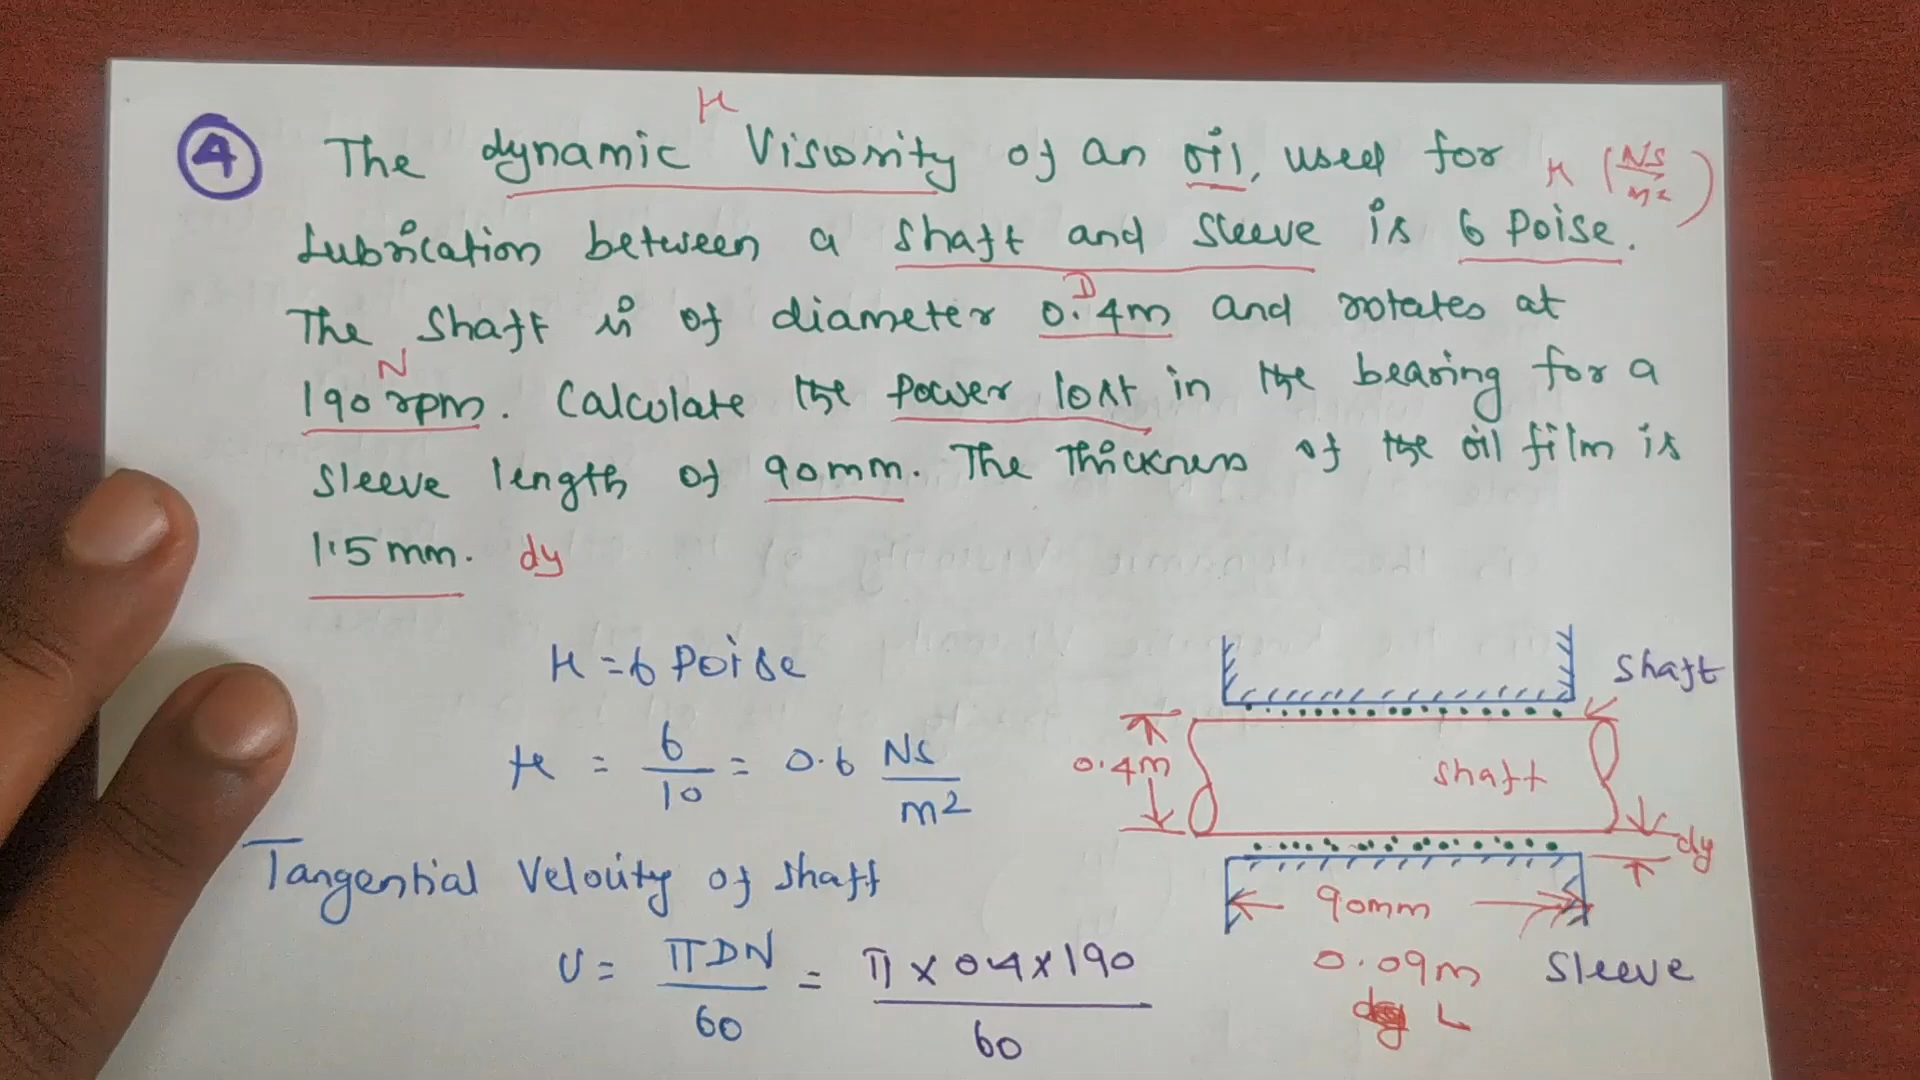 μ
4 The dynamic Viscosity of an oil, used for μ (NS/m2)
Lubrication between a shaft and sleeve is 6 poise.
D
The shaft is of diameter 0.4m and rotates at
N
190 rpm. Calculate the power lost in the bearing for a
sleeve length of 90mm. The Thickness of the oil film is
1.5 mm. dy
μ = 6 Poise
shaft
μ = 6/10 = 0.6 NS/m2
0.4m
shaft
dy
Tangential Velocity of shaft
90mm
U = πDN/60 = π x 0.4 x 190/60
0.09m
Sleeve
L